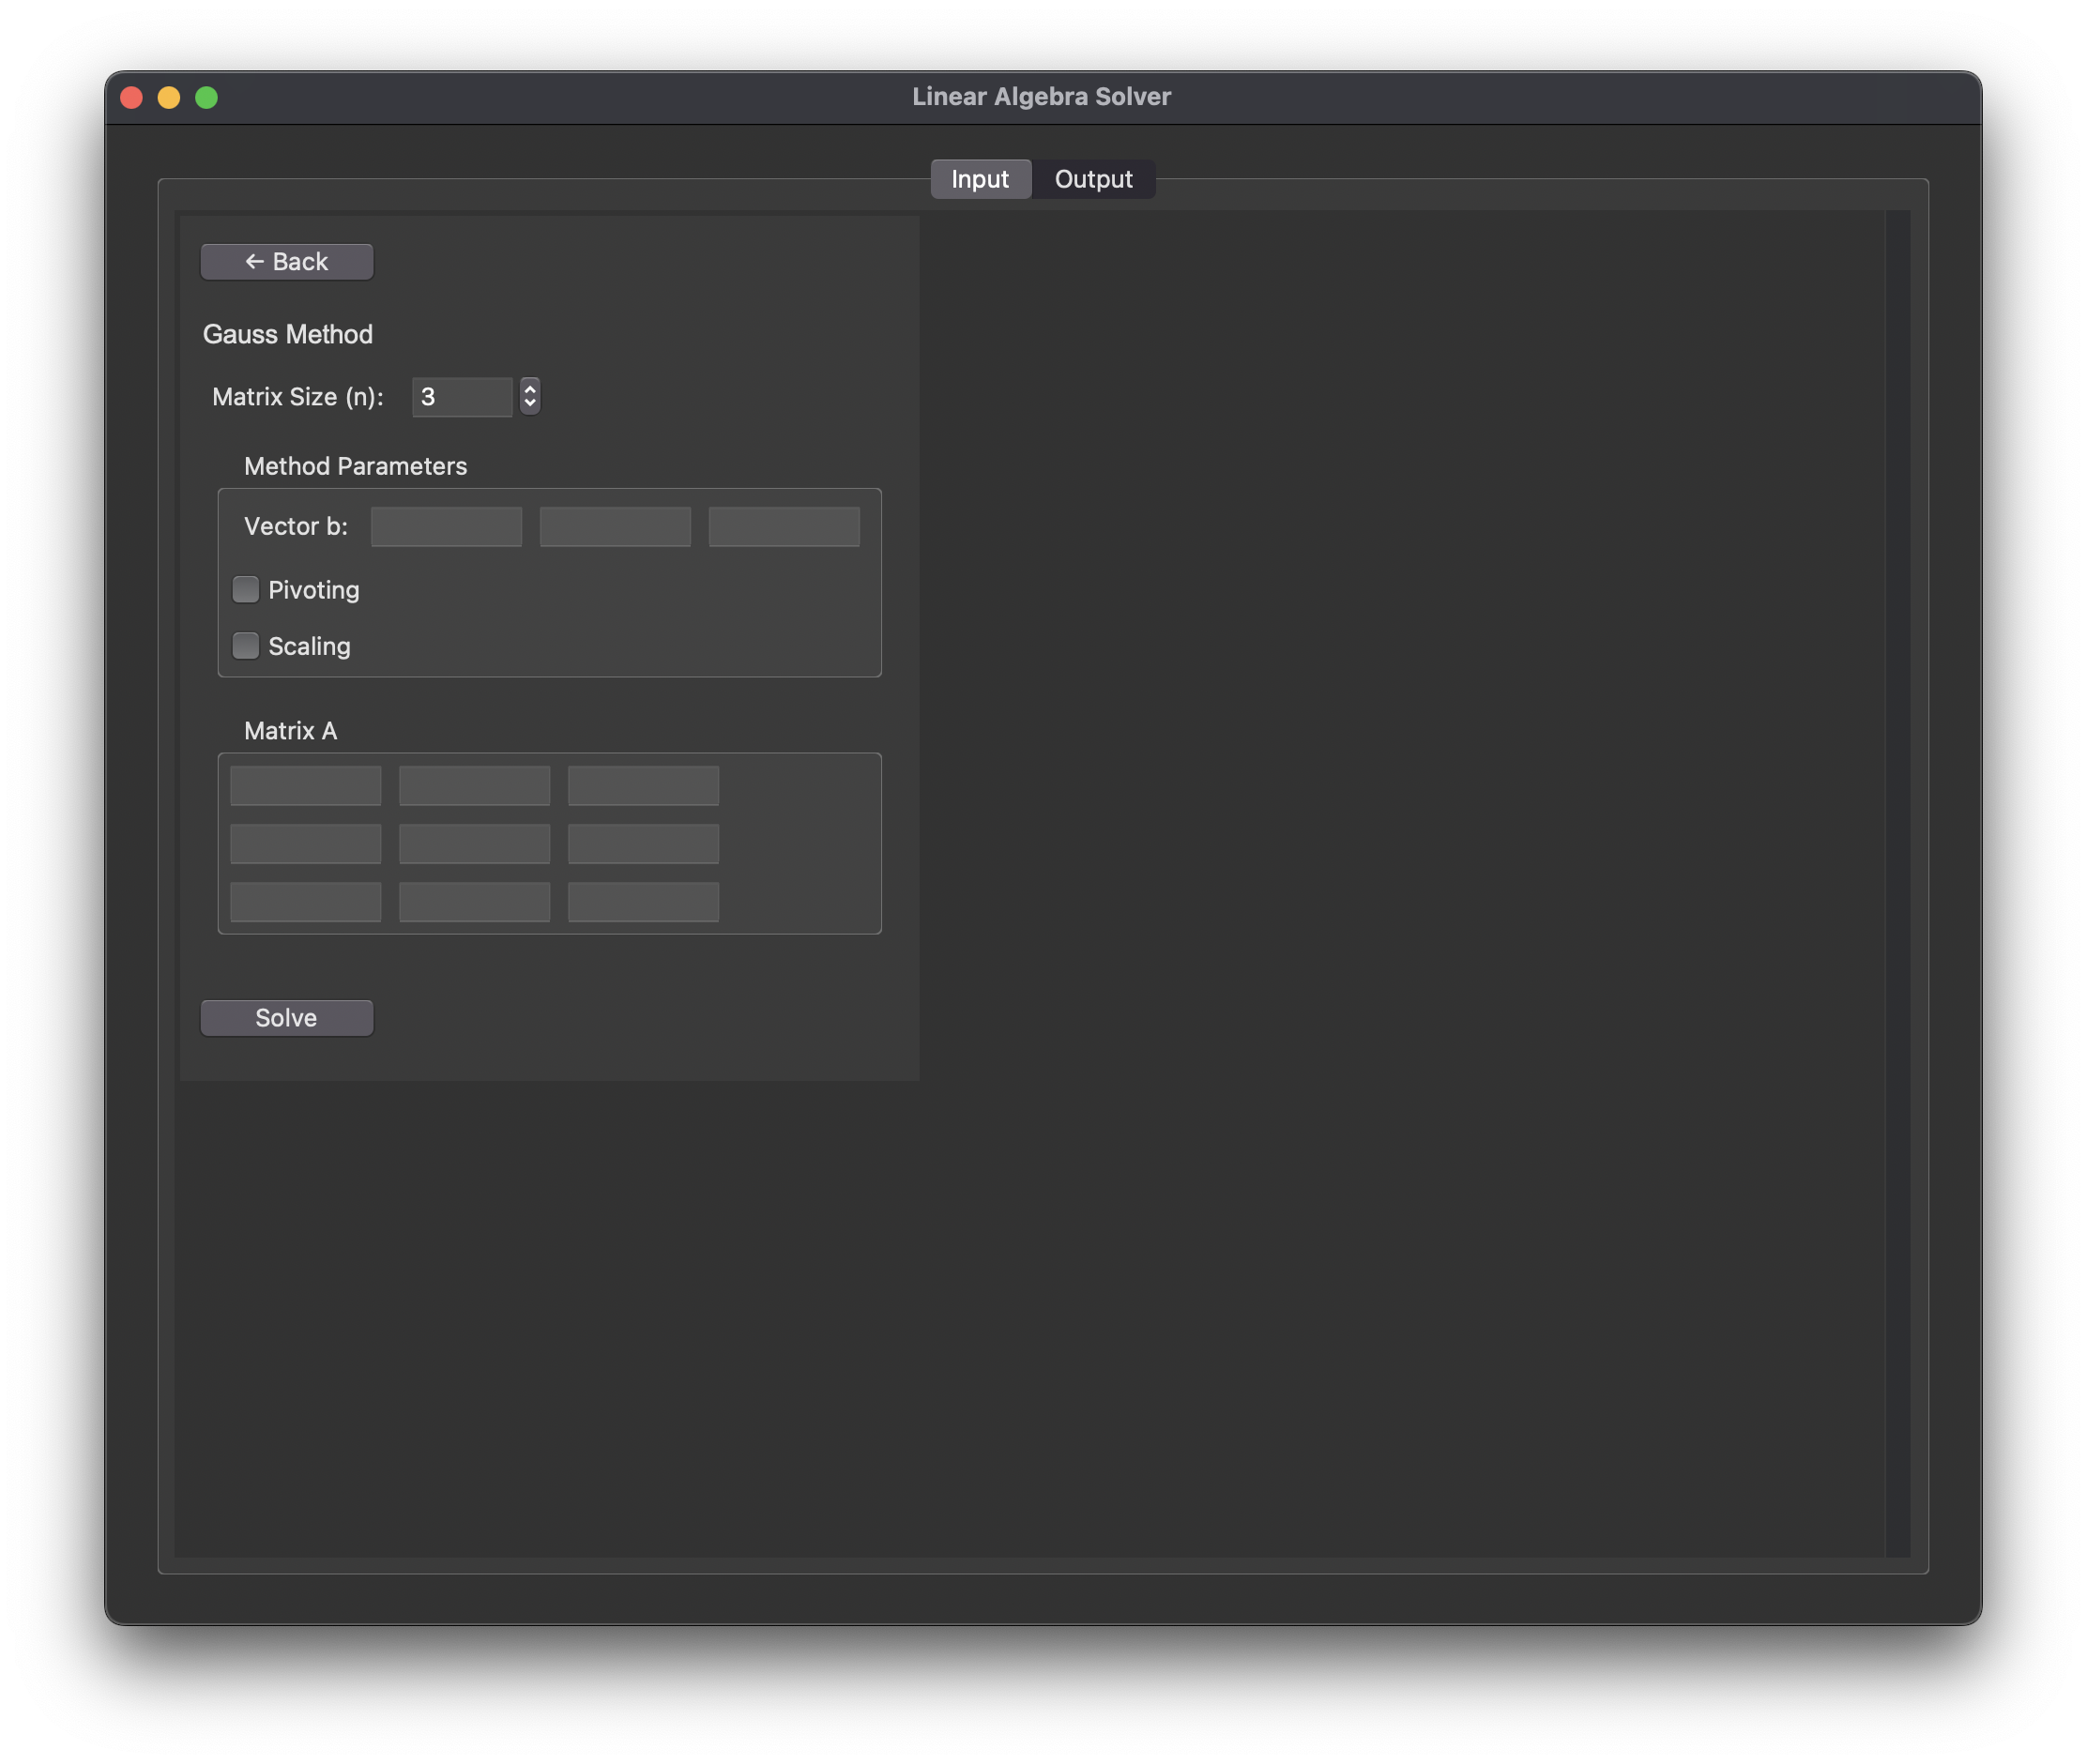 Linear Algebra Solver
Input Output
← Back
Gauss Method
Matrix Size (n): 3
Method Parameters
Vector b:
Pivoting
Scaling
Matrix A
Solve